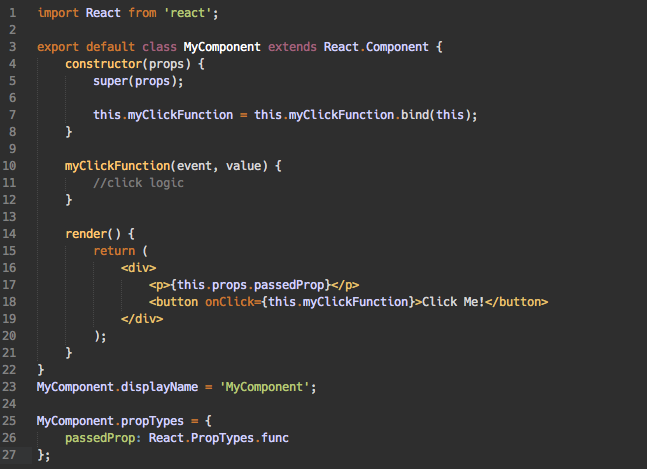 1 import React from 'react';
2
3 export default class MyComponent extends React.Component {
4 constructor(props) {
5 super(props);
6
7 this.myClickFunction = this.myClickFunction.bind(this);
8 }
9
10 myClickFunction(event, value) {
11 //click logic
12 }
13
14 render() {
15 return (
16 <div>
17 <p>{this.props.passedProp}</p>
18 <button onClick={this.myClickFunction}>Click Me!</button>
19 </div>
20 );
21 }
22 }
23 MyComponent.displayName = 'MyComponent';
24
25 MyComponent.propTypes = {
26 passedProp: React.PropTypes.func
27 };